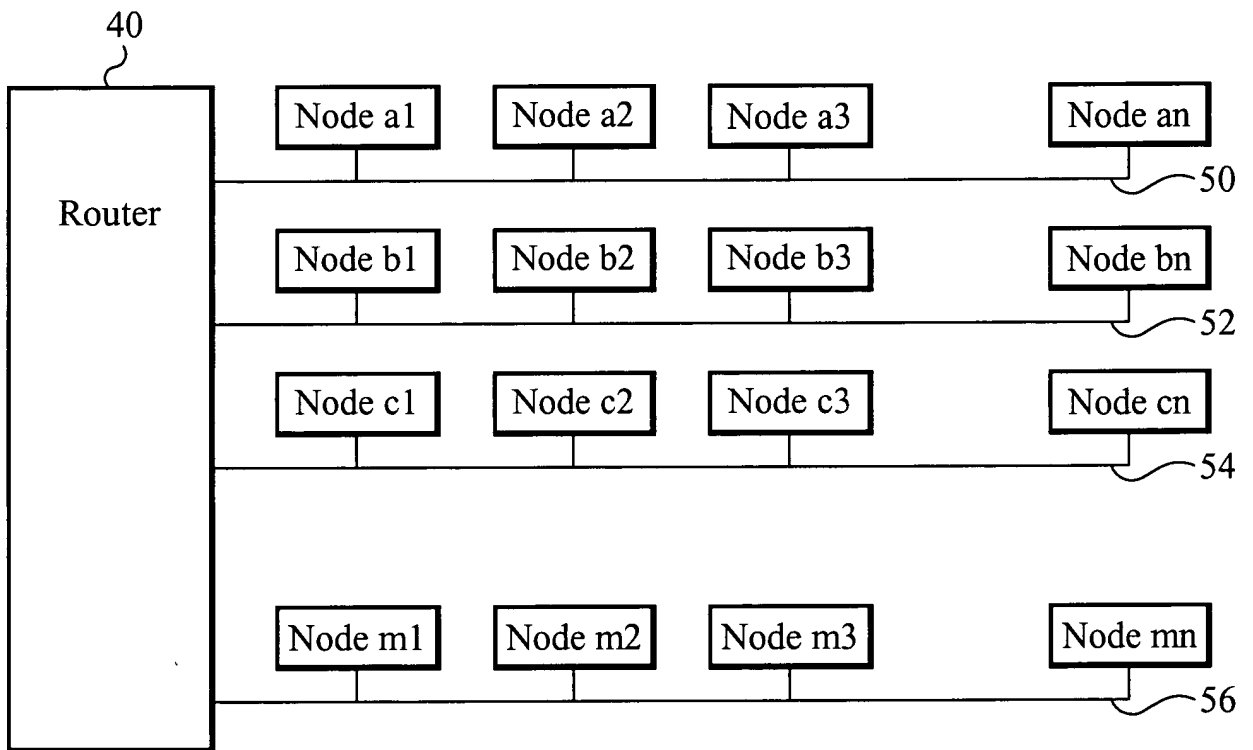 40
Node a1 Node a2 Node a3 Node an
50
Router
Node b1 Node b2 Node b3 Node bn
52
Node c1 Node c2 Node c3 Node cn
54
Node m1 Node m2 Node m3 Node mn
56